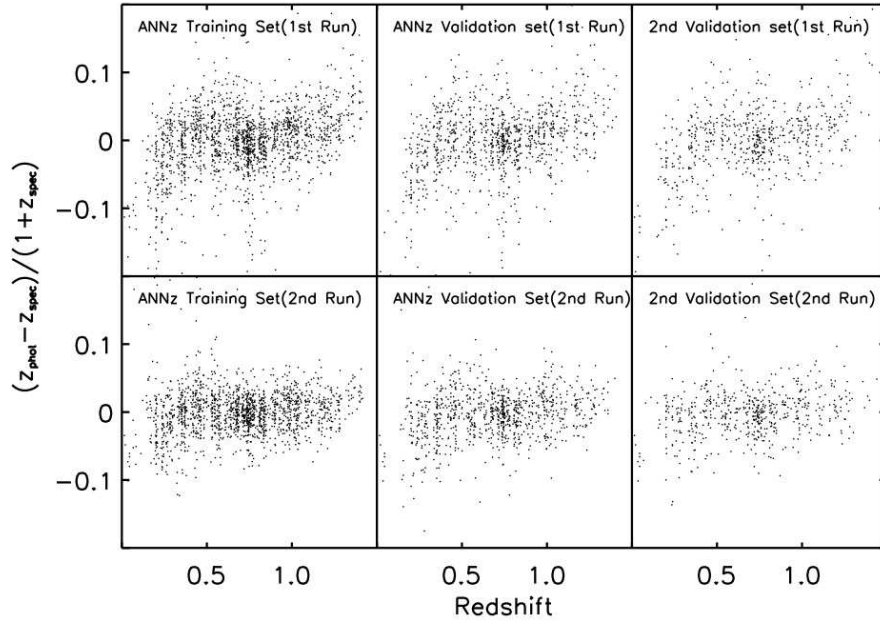 ANNz Training Set(1st Run)
ANNz Validation set(1st Run)
2nd Validation set(1st Run)
0.1
0
−0.1
ANNz Training Set(2nd Run)
ANNz Validation Set(2nd Run)
2nd Validation Set(2nd Run)
0.1
0
−0.1
(z_phot−z_spec)/(1+z_spec)
0.5 1.0 0.5 1.0 0.5 1.0
Redshift